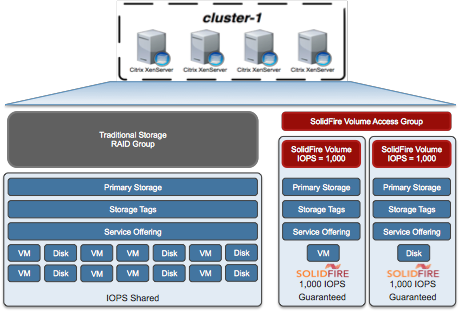 cluster-1
Citrix XenServer Citrix XenServer Citrix XenServer Citrix XenServer
Traditional Storage
RAID Group
Primary Storage
Storage Tags
Service Offering
VM Disk VM VM Disk VM Disk
VM Disk VM VM Disk VM Disk
IOPS Shared
SolidFire Volume Access Group
SolidFire Volume
IOPS = 1,000
Primary Storage
Storage Tags
Service Offering
VM
SOLIDFIRE
1,000 IOPS
Guaranteed
SolidFire Volume
IOPS = 1,000
Primary Storage
Storage Tags
Service Offering
Disk
SOLIDFIRE
1,000 IOPS
Guaranteed